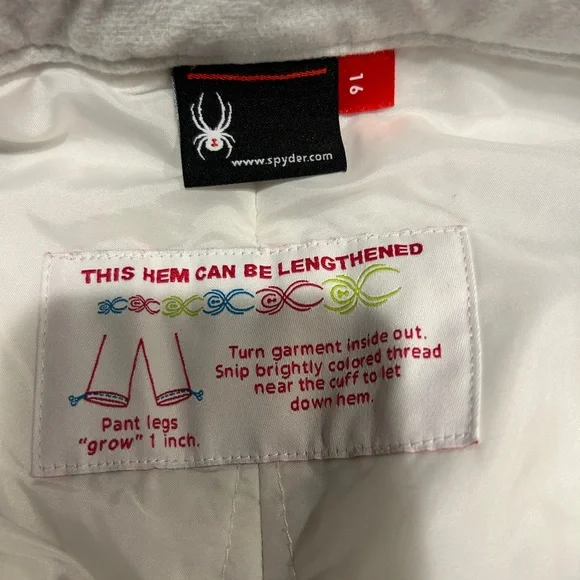 16
www.spyder.com
THIS HEM CAN BE LENGTHENED
Turn garment inside out.
Snip brightly colored thread
near the cuff to let
down hem.
Pant legs
"grow" 1 inch.